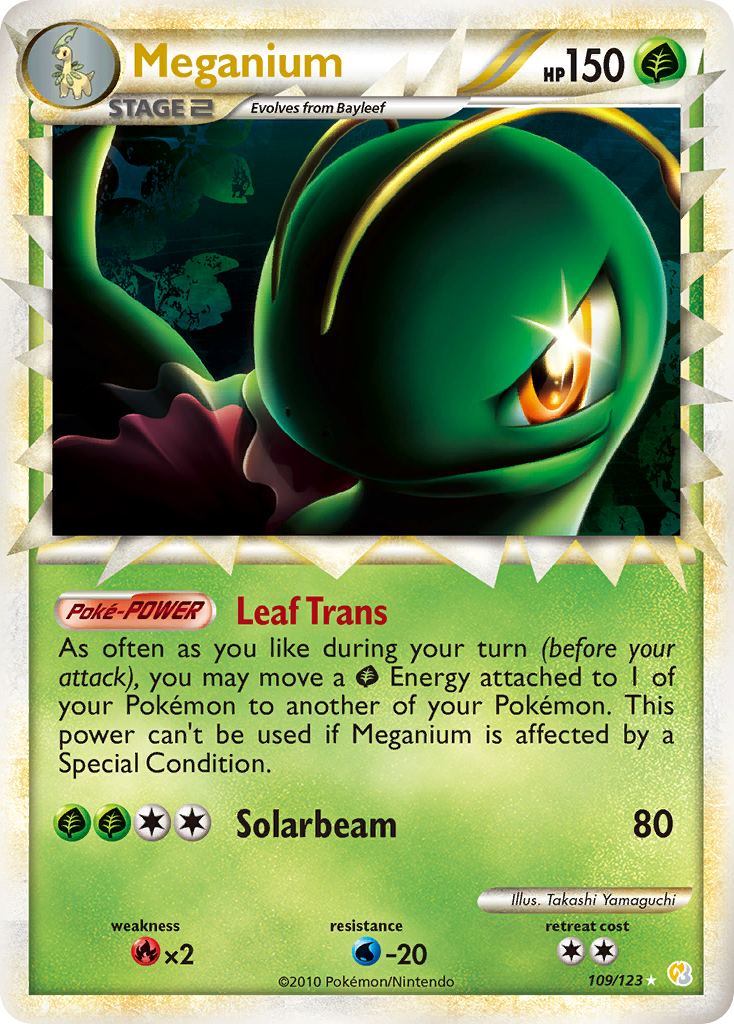 Meganium HP150
STAGE 2 Evolves from Bayleef
Poké-POWER Leaf Trans
As often as you like during your turn (before your
attack), you may move a Energy attached to 1 of
your Pokémon to another of your Pokémon. This
power can't be used if Meganium is affected by a
Special Condition.
Solarbeam 80
Illus. Takashi Yamaguchi
weakness resistance retreat cost
×2 -20
©2010 Pokémon/Nintendo 109/123